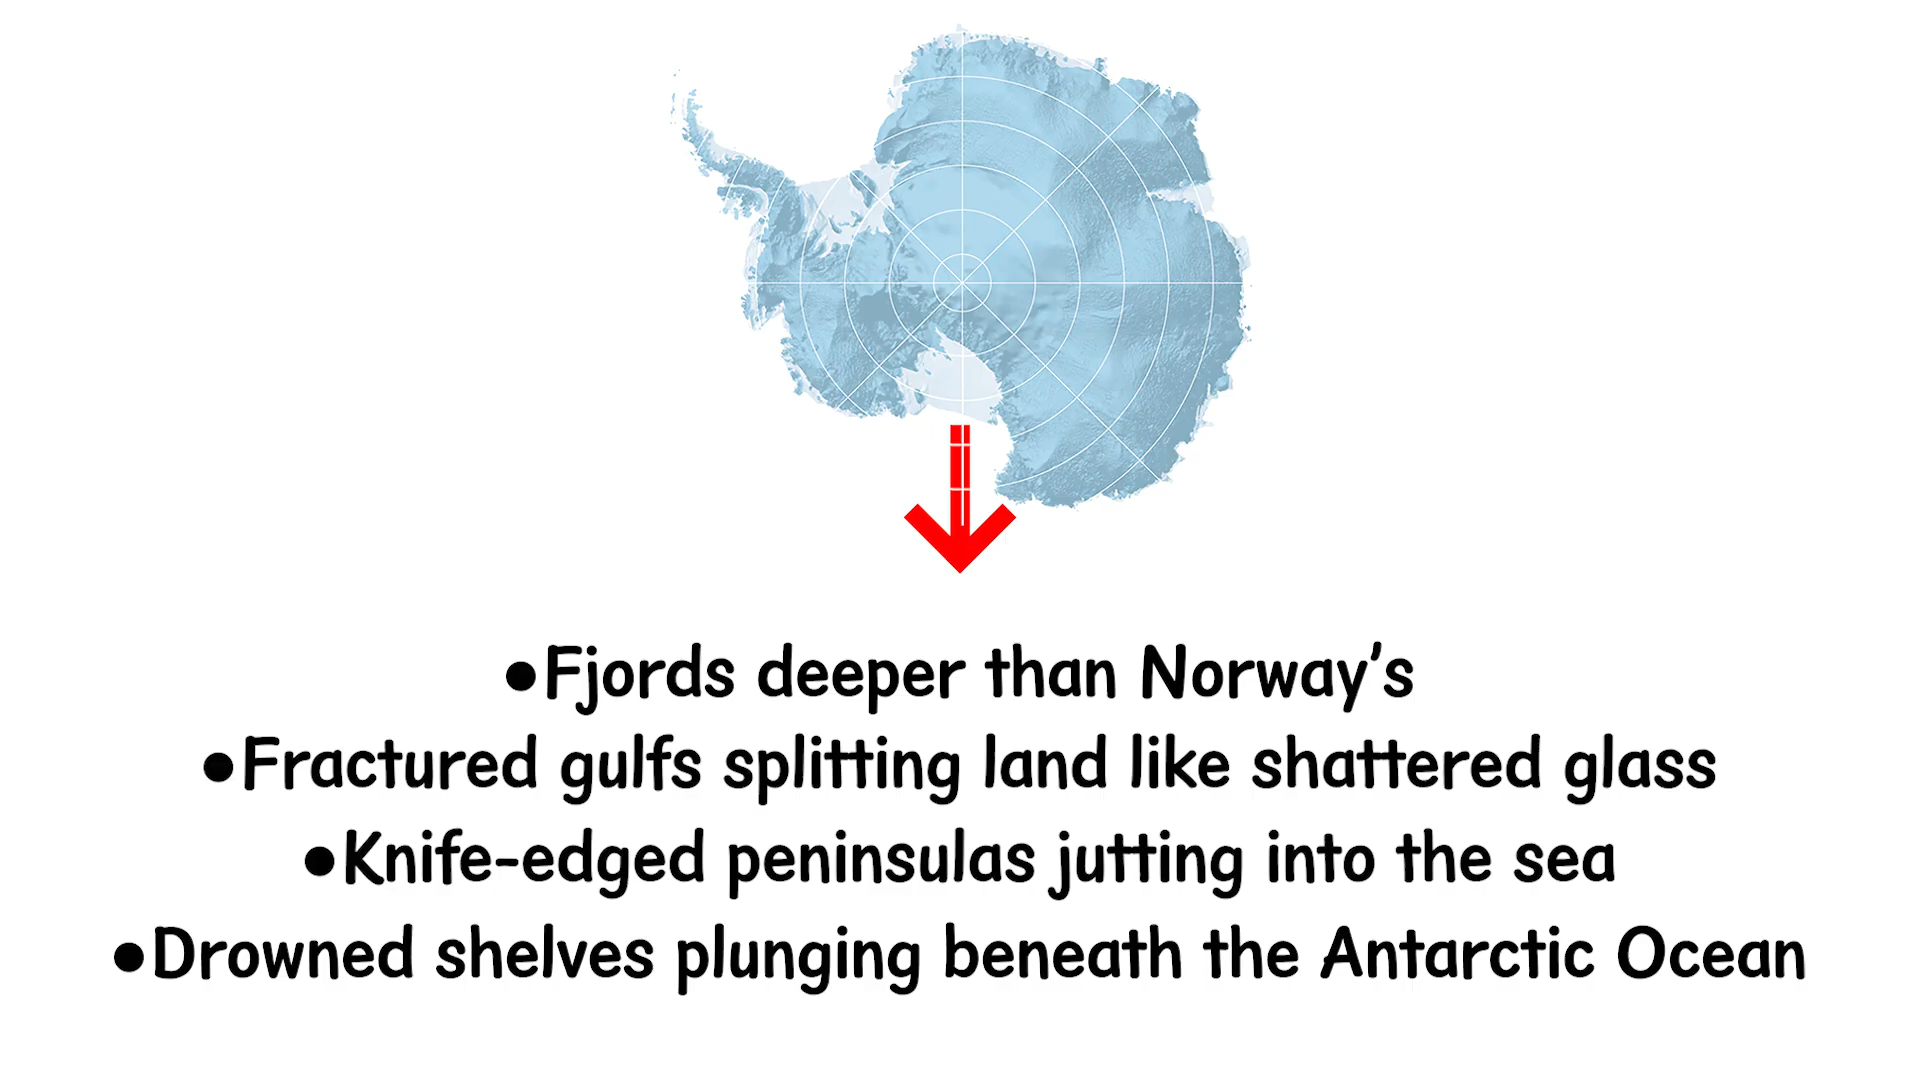 ●Fjords deeper than Norway’s
●Fractured gulfs splitting land like shattered glass
●Knife-edged peninsulas jutting into the sea
●Drowned shelves plunging beneath the Antarctic Ocean